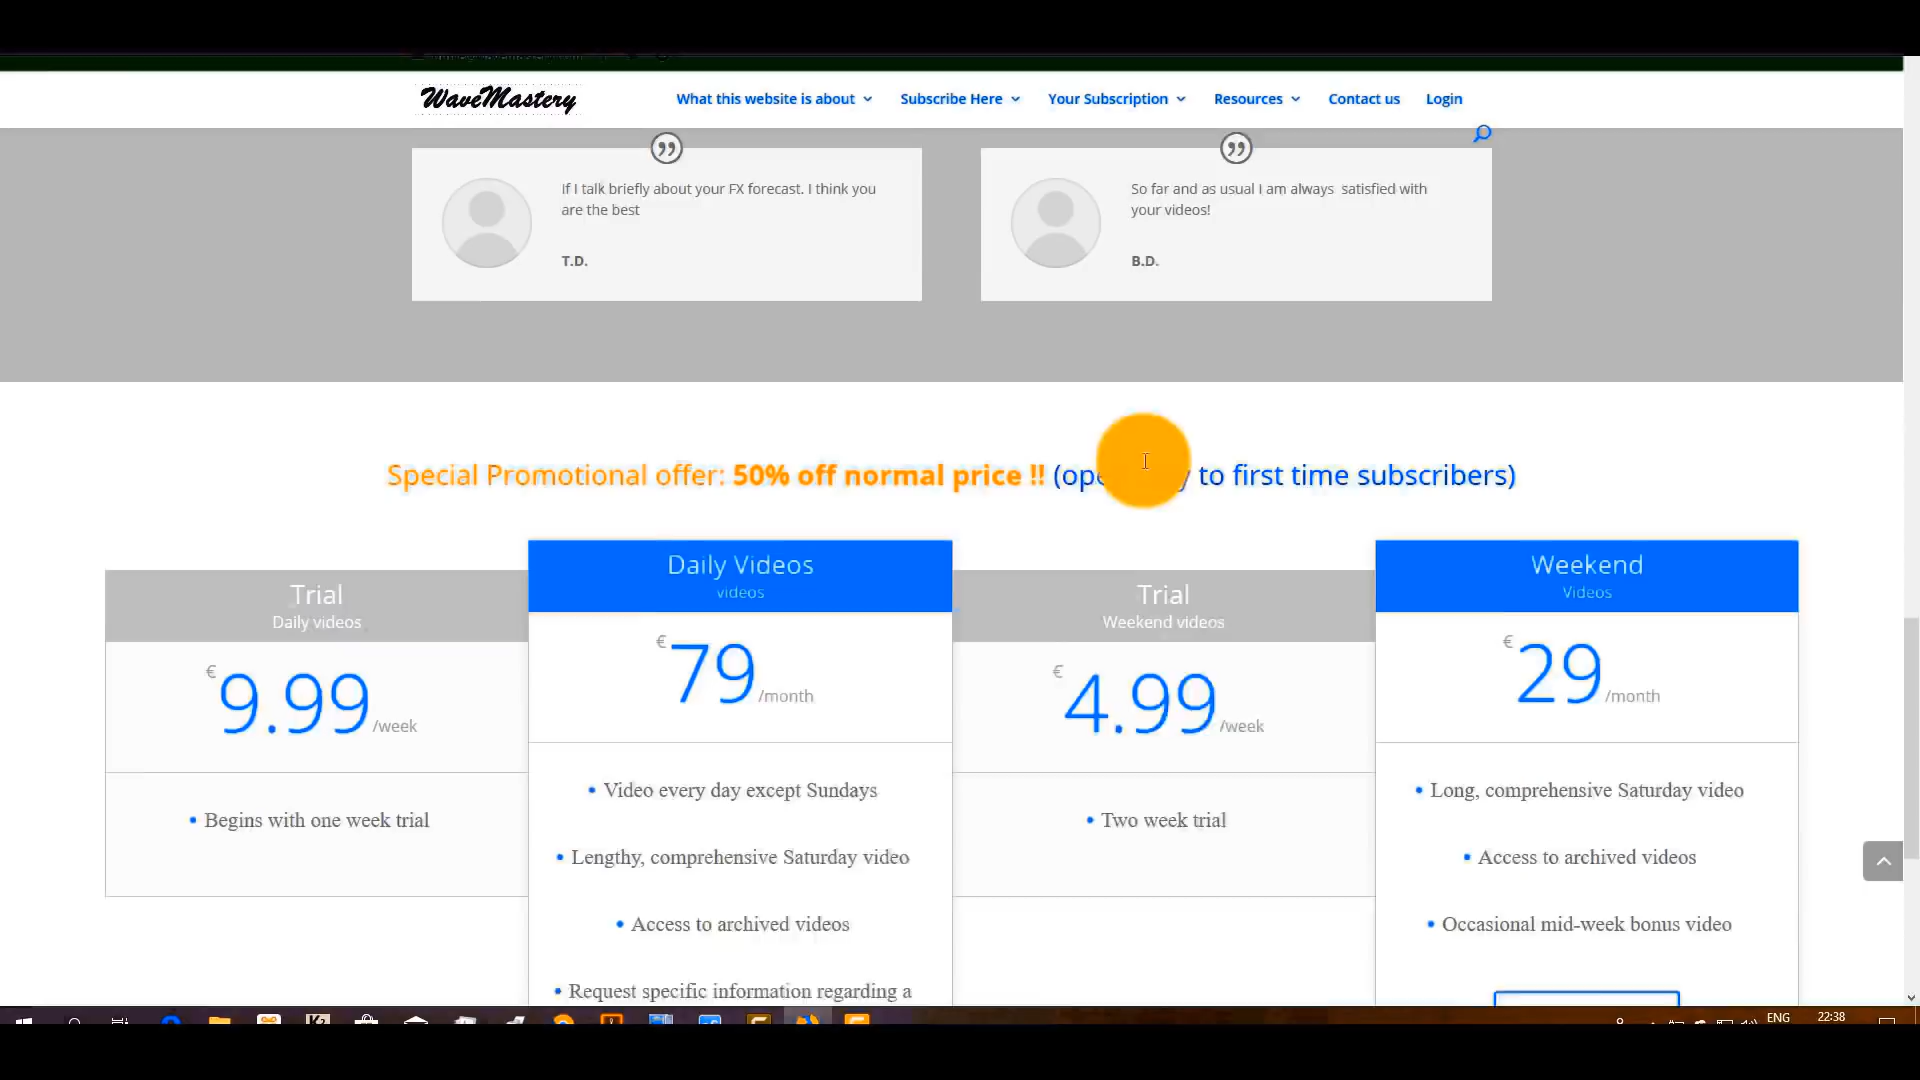 WaveMastery
What this website is about
Subscribe Here
Your Subscription
Resources
Contact us
Login
If I talk briefly about your FX forecast. I think you
are the best
T.D.
So far and as usual I am always satisfied with
your videos!
B.D.
Special Promotional offer: 50% off normal price !! (ope y to first time subscribers)
Trial
Daily videos
€
9.99
/week
• Begins with one week trial
Daily Videos
videos
€
79
/month
• Video every day except Sundays
• Lengthy, comprehensive Saturday video
• Access to archived videos
• Request specific information regarding a
Trial
Weekend videos
€
4.99
/week
• Two week trial
Weekend
Videos
€
29
/month
• Long, comprehensive Saturday video
• Access to archived videos
• Occasional mid-week bonus video
ENG
22:38